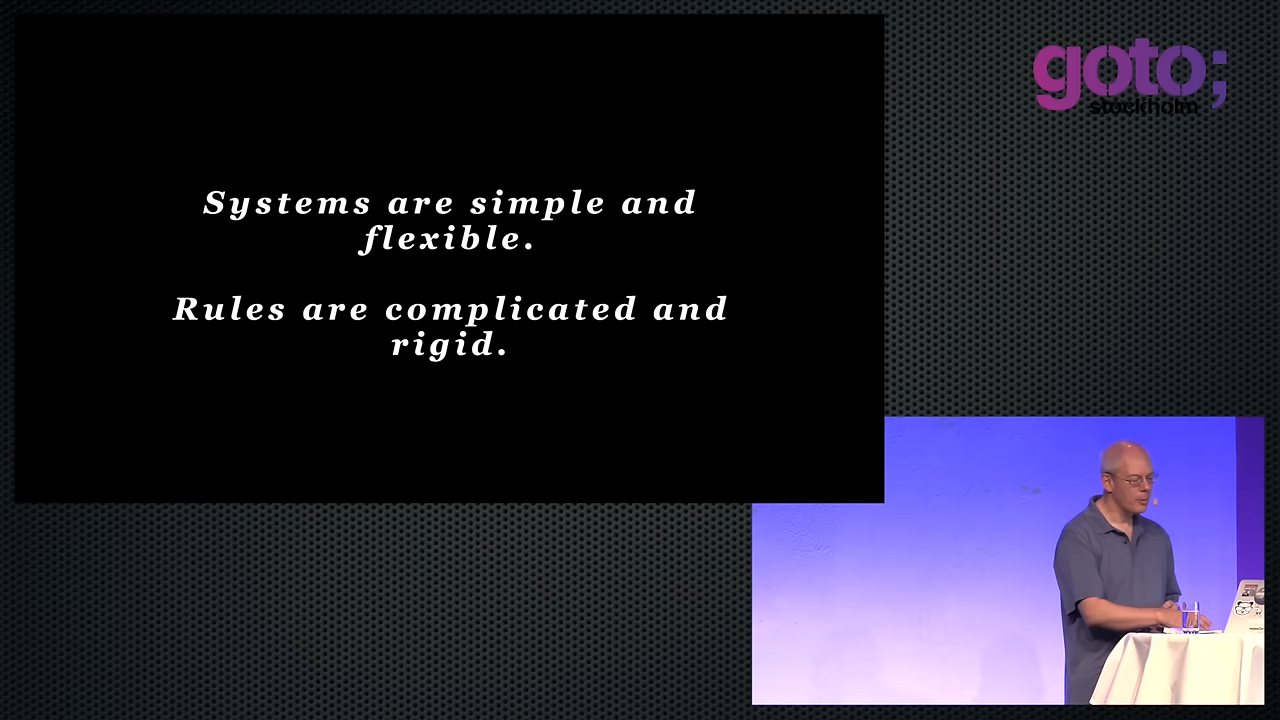 goto;
stockholm
Systems are simple and
flexible.
Rules are complicated and
rigid.